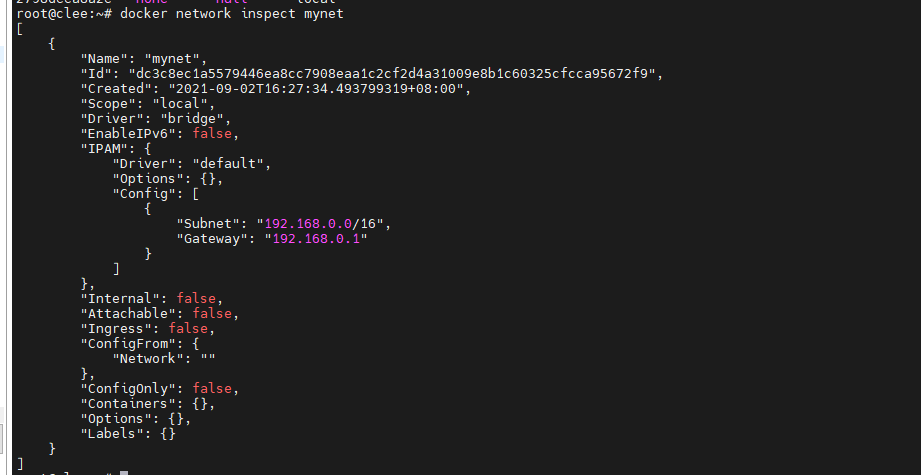 root@clee:~# docker network inspect mynet
[
    {
        "Name": "mynet",
        "Id": "dc3c8ec1a5579446ea8cc7908eaa1c2cf2d4a31009e8b1c60325cfcca95672f9",
        "Created": "2021-09-02T16:27:34.493799319+08:00",
        "Scope": "local",
        "Driver": "bridge",
        "EnableIPv6": false,
        "IPAM": {
            "Driver": "default",
            "Options": {},
            "Config": [
                {
                    "Subnet": "192.168.0.0/16",
                    "Gateway": "192.168.0.1"
                }
            ]
        },
        "Internal": false,
        "Attachable": false,
        "Ingress": false,
        "ConfigFrom": {
            "Network": ""
        },
        "ConfigOnly": false,
        "Containers": {},
        "Options": {},
        "Labels": {}
    }
]